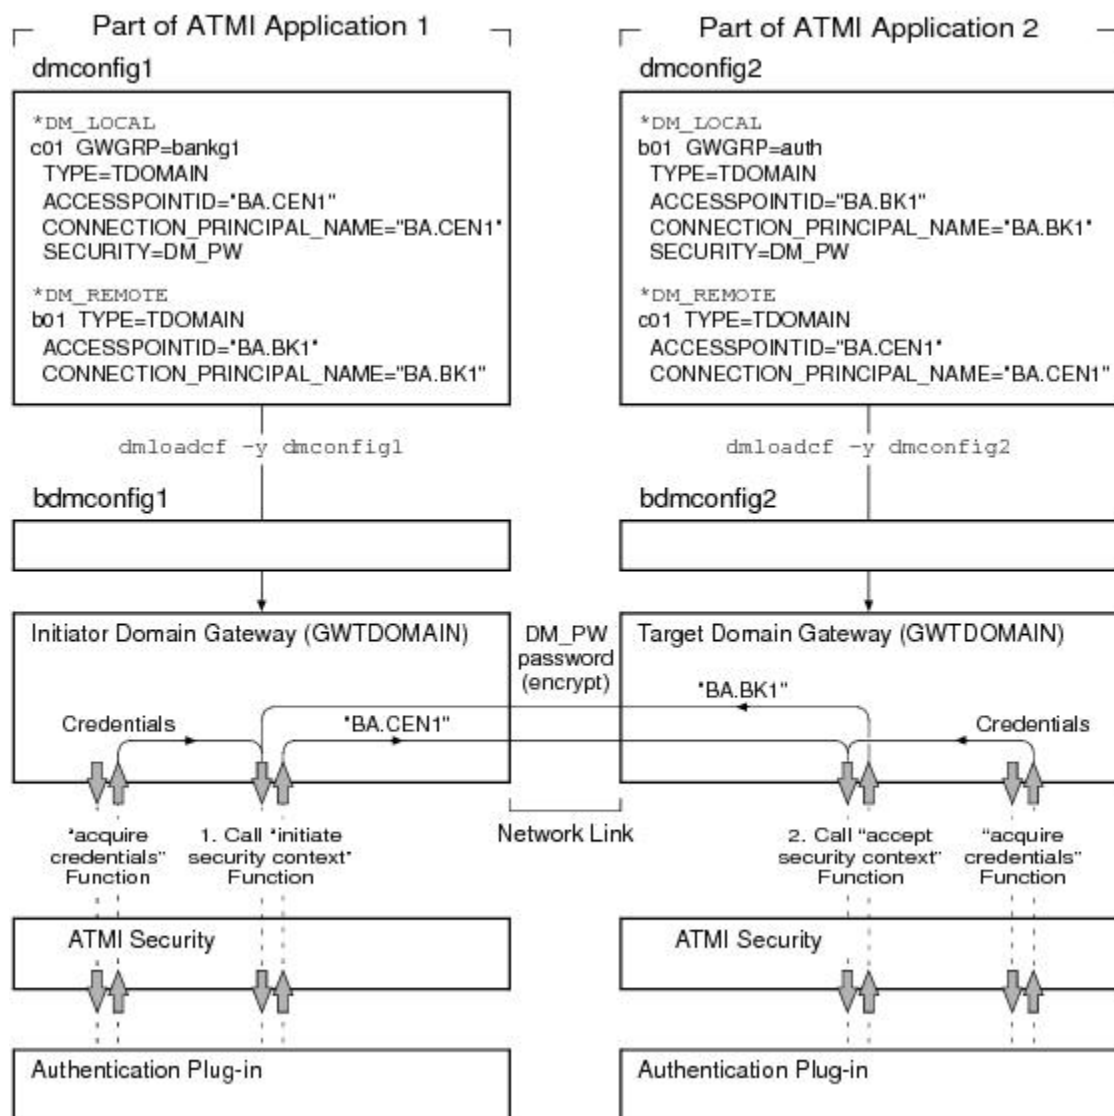 Part of ATMI Application 1
dmconfig1
*DM_LOCAL
c01 GWGRP=bankg1
TYPE=TDOMAIN
ACCESSPOINTID="BA.CEN1"
CONNECTION_PRINCIPAL_NAME="BA.CEN1"
SECURITY=DM_PW
*DM_REMOTE
b01 TYPE=TDOMAIN
ACCESSPOINTID="BA.BK1"
CONNECTION_PRINCIPAL_NAME="BA.BK1"
dmloadcf -y dmconfig1
bdmconfig1
Part of ATMI Application 2
dmconfig2
*DM_LOCAL
b01 GWGRP=auth
TYPE=TDOMAIN
ACCESSPOINTID="BA.BK1"
CONNECTION_PRINCIPAL_NAME="BA.BK1"
SECURITY=DM_PW
*DM_REMOTE
c01 TYPE=TDOMAIN
ACCESSPOINTID="BA.CEN1"
CONNECTION_PRINCIPAL_NAME="BA.CEN1"
dmloadcf -y dmconfig2
bdmconfig2
Initiator Domain Gateway (GWTDOMAIN)
Credentials
"BA.CEN1"
DM_PW
password
(encrypt)
Network Link
Target Domain Gateway (GWTDOMAIN)
"BA.BK1"
Credentials
"acquire
credentials"
Function
1. Call "initiate
security context"
Function
2. Call "accept
security context"
Function
"acquire
credentials"
Function
ATMI Security
ATMI Security
Authentication Plug-in
Authentication Plug-in